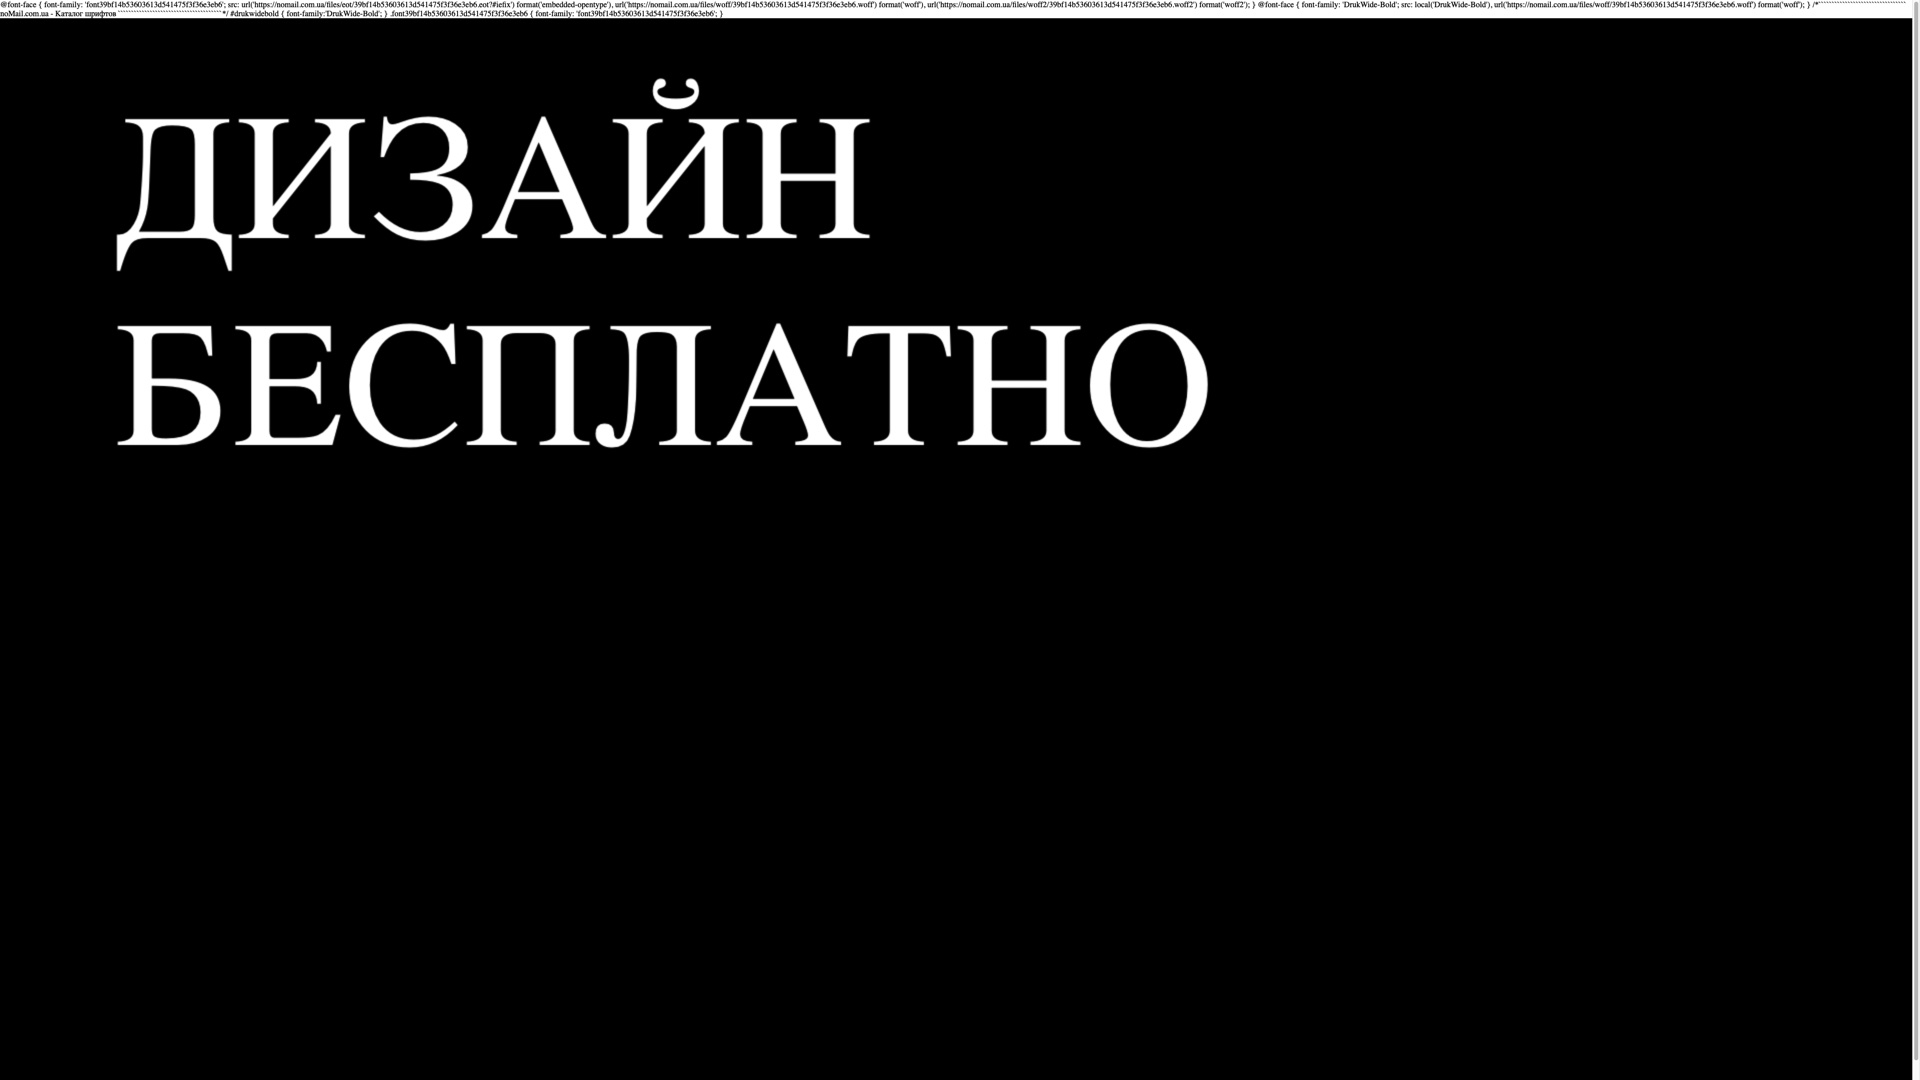 @font-face { font-family: 'font39bf14b53603613d541475f3f36e3eb6'; src: url('https://nomail.com.ua/files/eot/39bf14b53603613d541475f3f36e3eb6.eot?#iefix') format('embedded-opentype'), url('https://nomail.com.ua/files/woff/39bf14b53603613d541475f3f36e3eb6.woff') format('woff'), url('https://nomail.com.ua/files/woff2/39bf14b53603613d541475f3f36e3eb6.woff2') format('woff2'); } @font-face { font-family: 'DrukWide-Bold'; src: local('DrukWide-Bold'), url('https://nomail.com.ua/files/woff/39bf14b53603613d541475f3f36e3eb6.woff') format('woff'); } /*
noMail.com.ua - Каталог шрифтов */ #drukwidebold { font-family:'DrukWide-Bold'; } .font39bf14b53603613d541475f3f36e3eb6 { font-family: 'font39bf14b53603613d541475f3f36e3eb6'; }
ДИЗАЙН
БЕСПЛАТНО